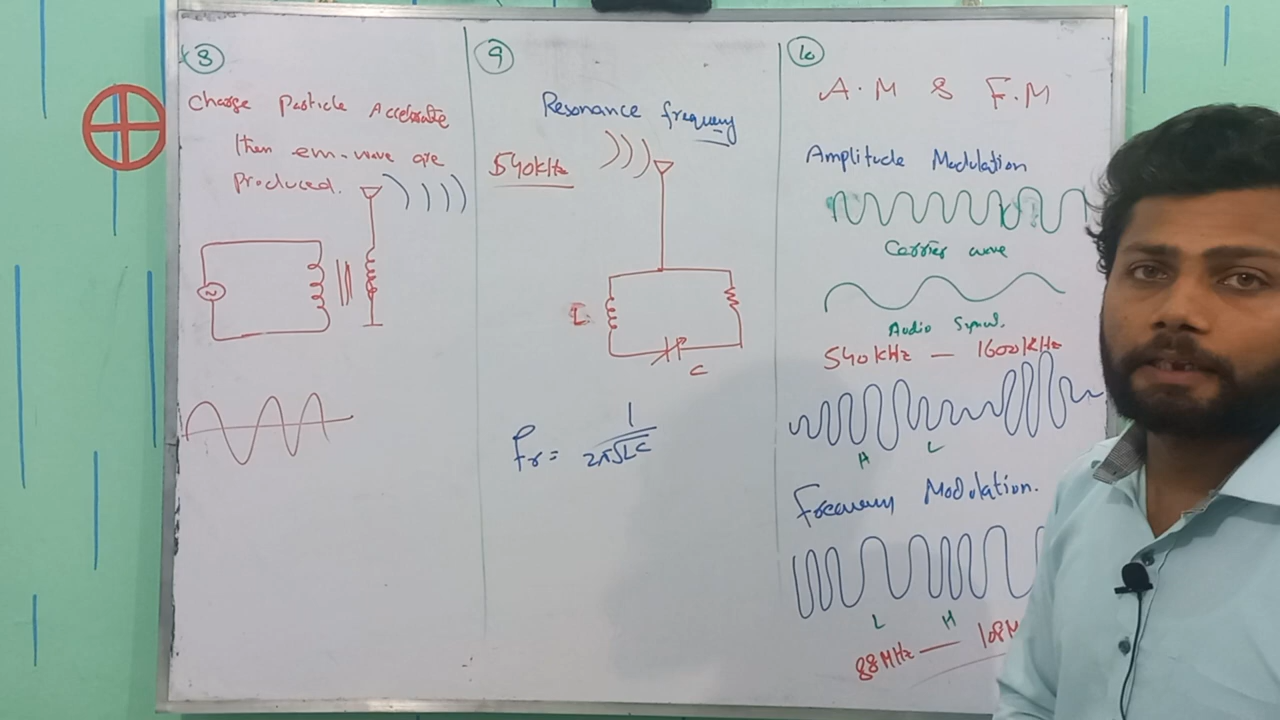 8
Charge Particle Accelerate
then em-wave are
Produced.
9
Resonance frequency
540kHz
L
C
fr = 1/2π√LC
10
A.M & F.M
Amplitude Modulation
Carrier wave
Audio Signal.
540kHz — 1600kHz
H L
Frequency Modulation.
L H
88MHz — 108M